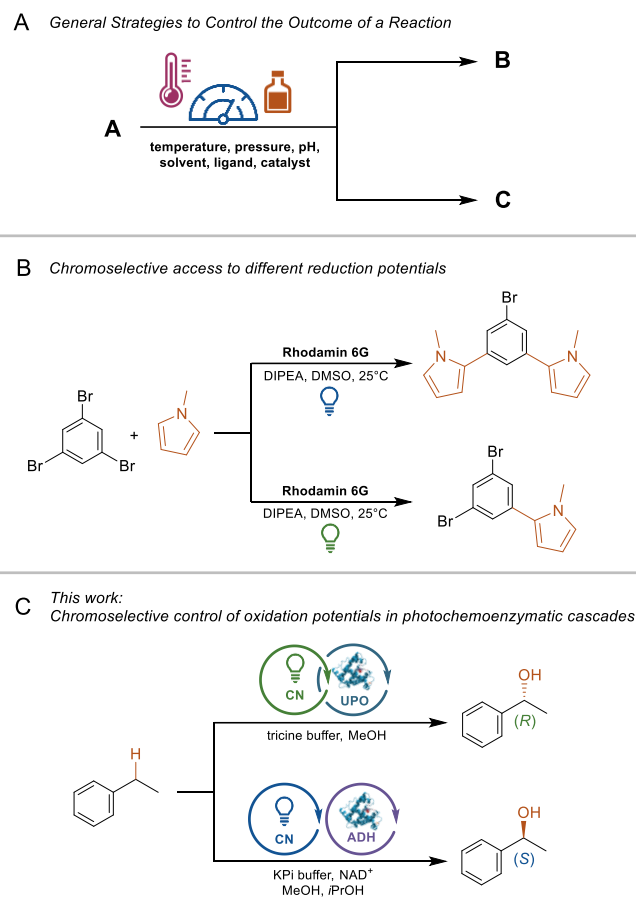 A General Strategies to Control the Outcome of a Reaction
B
A
temperature, pressure, pH,
solvent, ligand, catalyst
C
B Chromoselective access to different reduction potentials
Br
Rhodamin 6G
DIPEA, DMSO, 25°C
N
N
Br
N
+
Br
Br
Br
Rhodamin 6G
DIPEA, DMSO, 25°C
N
Br
This work:
C Chromoselective control of oxidation potentials in photochemoenzymatic cascades
OH
CN
UPO
(R)
tricine buffer, MeOH
H
OH
CN
ADH
(S)
KPi buffer, NAD⁺
MeOH, iPrOH